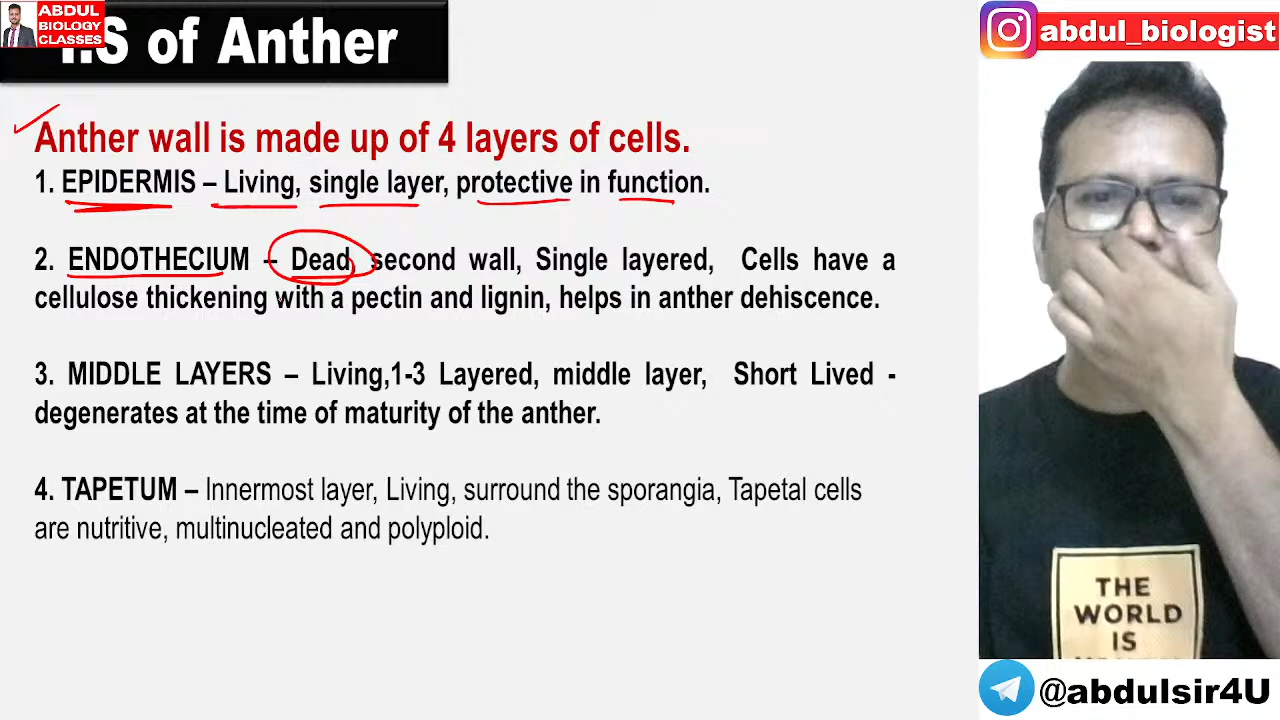 ABDUL
BIOLOGY
CLASSES
T.S of Anther
abdul_biologist
Anther wall is made up of 4 layers of cells.
1. EPIDERMIS – Living, single layer, protective in function.
2. ENDOTHECIUM – Dead, second wall, Single layered, Cells have a
cellulose thickening with a pectin and lignin, helps in anther dehiscence.
3. MIDDLE LAYERS – Living,1-3 Layered, middle layer, Short Lived -
degenerates at the time of maturity of the anther.
4. TAPETUM – Innermost layer, Living, surround the sporangia, Tapetal cells
are nutritive, multinucleated and polyploid.
THE
WORLD
IS
@abdulsir4U